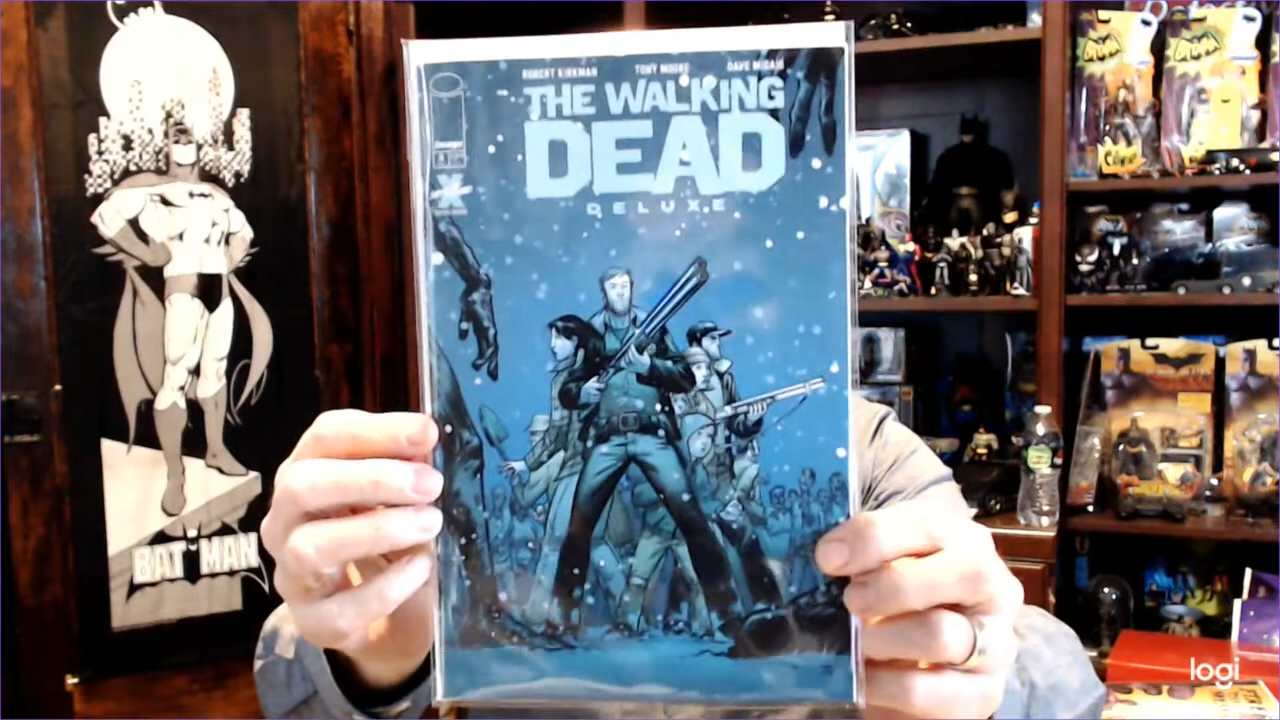 ROBERT KIRKMAN TONY MOORE DAVE McCAIG
THE WALKING
DEAD
DELUXE
BATMAN
logi